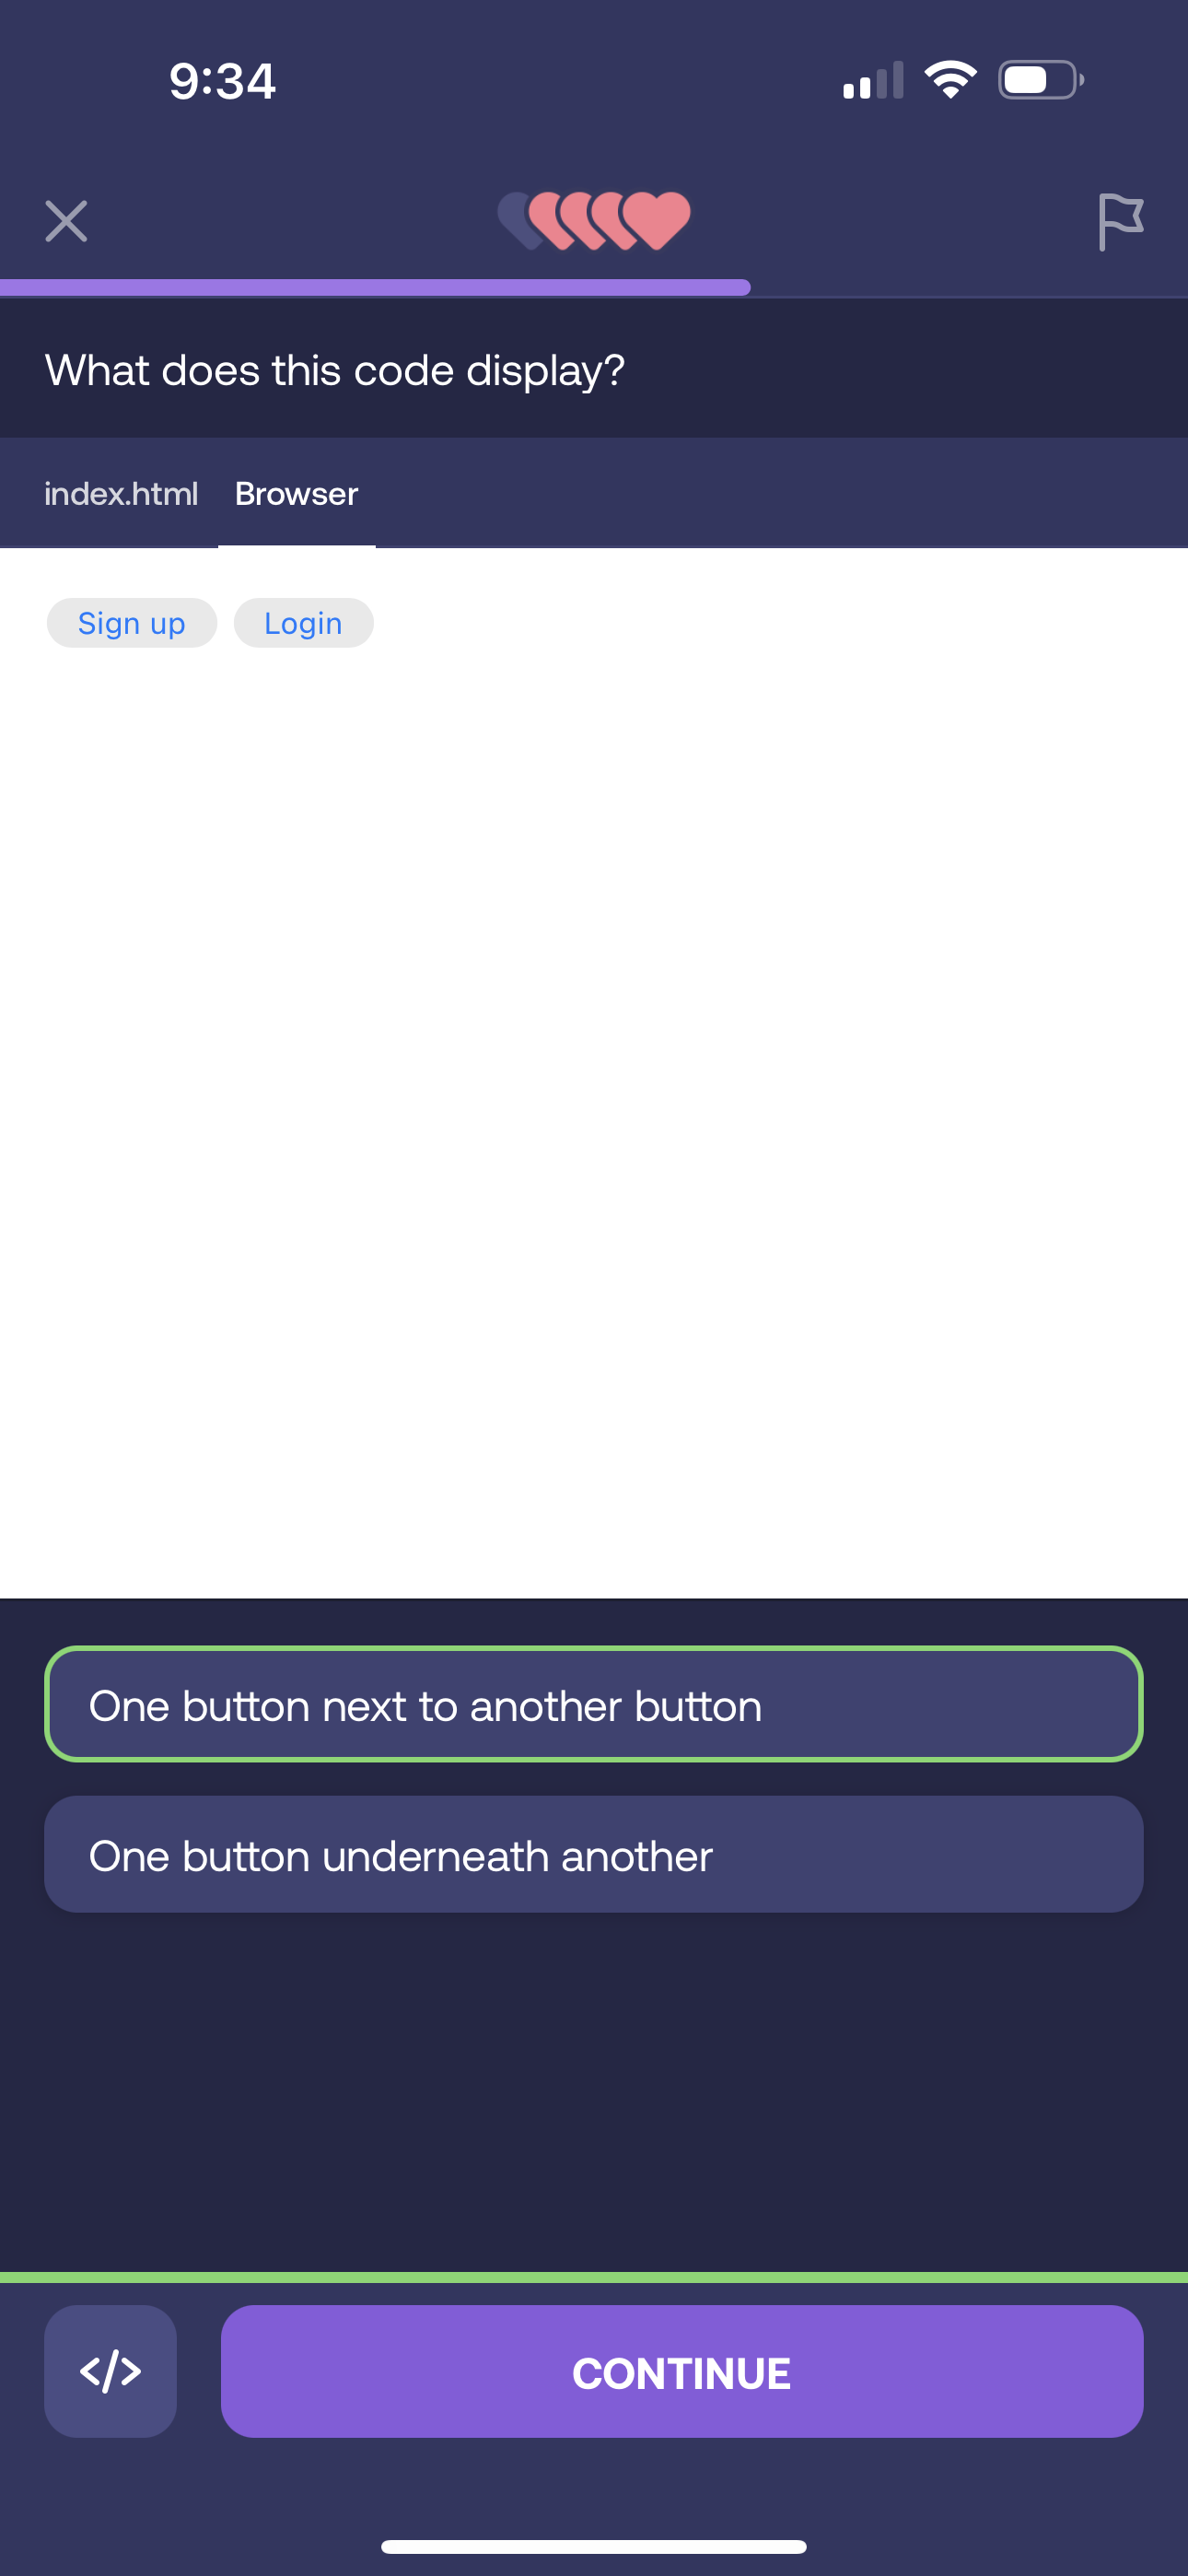 9:34
What does this code display?
index.html Browser
Sign up Login
One button next to another button
One button underneath another
</> CONTINUE